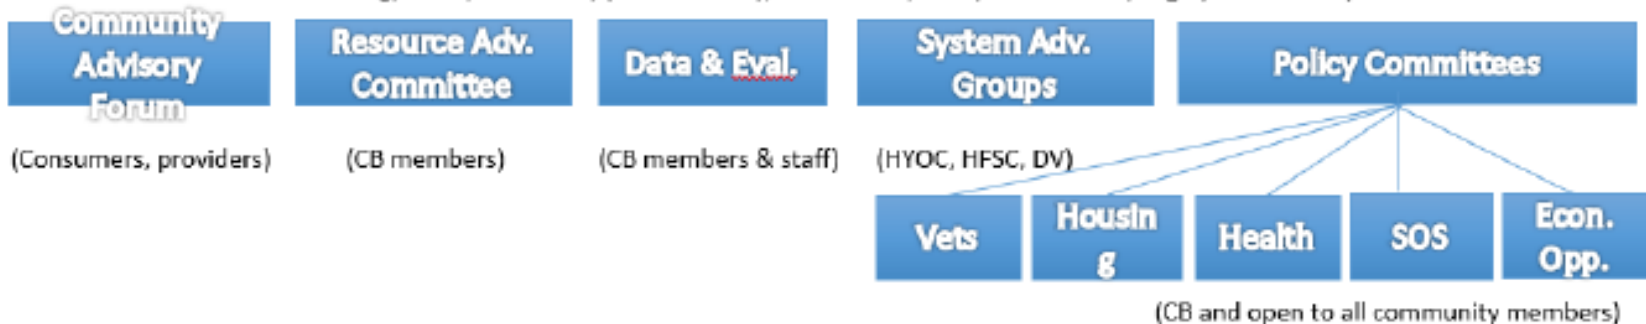 Community
Advisory
Forum
Resource Adv.
Committee
Data & Eval.
System Adv.
Groups
Policy Committees
(Consumers, providers)
(CB members)
(CB members & staff)
(HYOC, HFSC, DV)
Vets
Housin
g
Health
SOS
Econ.
Opp.
(CB and open to all community members)